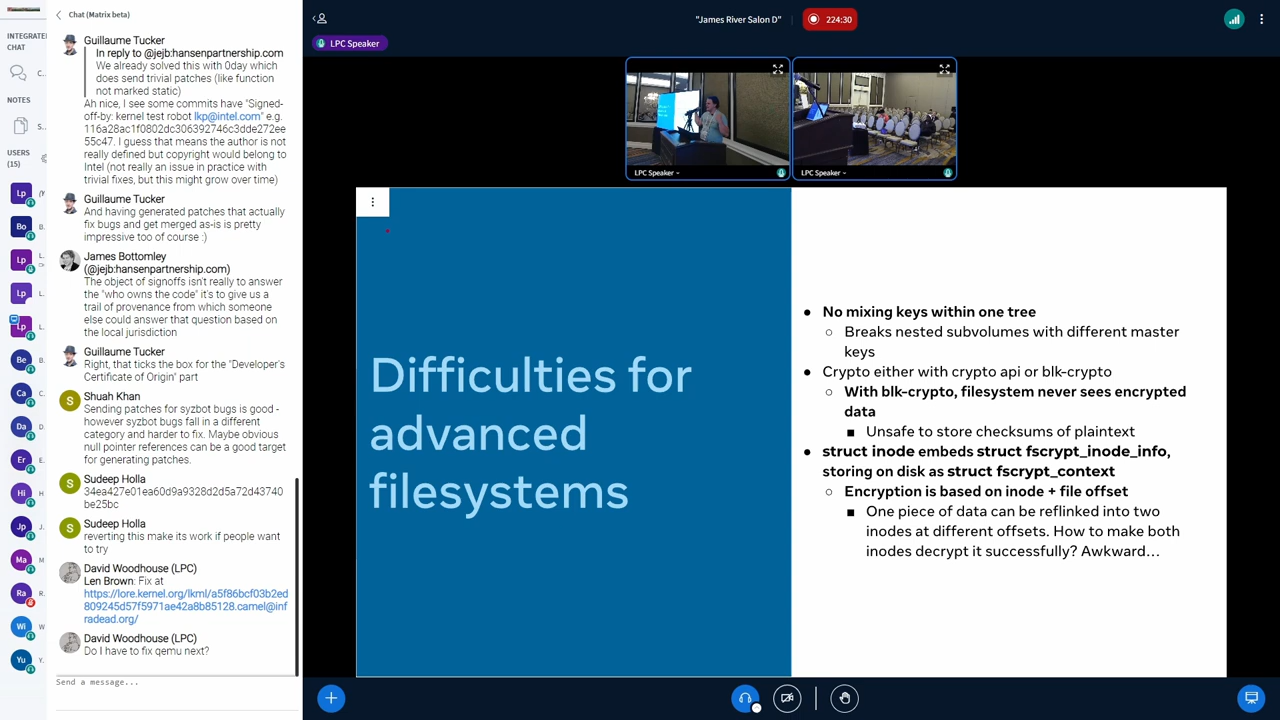 INTEGRATE
CHAT
C..
NOTES
S..
USERS
(15)
Lp
Bo
B.
Lp
L.
Lp
L.
Lp
L.
Be
B.
Ca
C.
Da
D.
Er
E.
Hi
H.
Jp
J.
Ma
M.
Ra
R.
Wi
W.
Yu
Y.
Chat (Matrix beta)
Guillaume Tucker
In reply to @jejb:hansenpartnership.com
We already solved this with 0day which
does send trivial patches (like function
not marked static)
Ah nice, I see some commits have "Signed-
off-by: kernel test robot lkp@intel.com" e.g.
116a28ac1f0802dc306392746c3dde272ee
55c47. I guess that means the author is not
really defined but copyright would belong to
Intel (not really an issue in practice with
trivial fixes, but this might grow over time)
Guillaume Tucker
And having generated patches that actually
fix bugs and get merged as-is is pretty
impressive too of course :)
James Bottomley
(@jejb:hansenpartnership.com)
The object of signoffs isn't really to answer
the "who owns the code" it's to give us a
trail of provenance from which someone
else could answer that question based on
the local jurisdiction
Guillaume Tucker
Right, that ticks the box for the "Developer's
Certificate of Origin" part
S
Shuah Khan
Sending patches for syzbot bugs is good -
however syzbot bugs fall in a different
category and harder to fix. Maybe obvious
null pointer references can be a good target
for generating patches.
S
Sudeep Holla
34ea427e01ea60d9a9328d2d5a72d43740
be25bc
S
Sudeep Holla
reverting this make its work if people want
to try
David Woodhouse (LPC)
Len Brown: Fix at
https://lore.kernel.org/lkml/a5f86bcf03b2ed
809245d57f5971ae42a8b85128.camel@inf
radead.org/
David Woodhouse (LPC)
Do I have to fix qemu next?
Send a message...
"James River Salon D"
224:30
LPC Speaker
LPC Speaker
LPC Speaker
Difficulties for
advanced
filesystems
● No mixing keys within one tree
○ Breaks nested subvolumes with different master
keys
● Crypto either with crypto api or blk-crypto
○ With blk-crypto, filesystem never sees encrypted
data
■ Unsafe to store checksums of plaintext
● struct inode embeds struct fscrypt_inode_info,
storing on disk as struct fscrypt_context
○ Encryption is based on inode + file offset
■ One piece of data can be reflinked into two
inodes at different offsets. How to make both
inodes decrypt it successfully? Awkward…